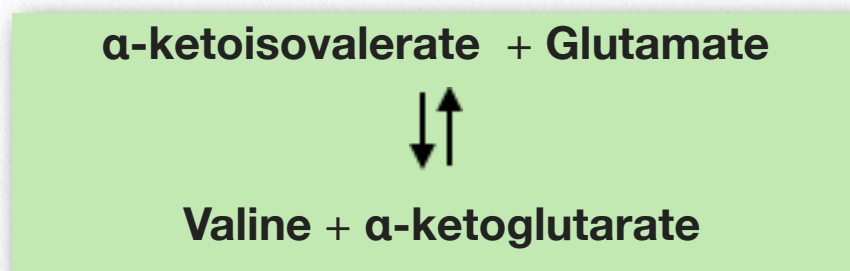 α-ketoisovalerate + Glutamate
Valine + α-ketoglutarate